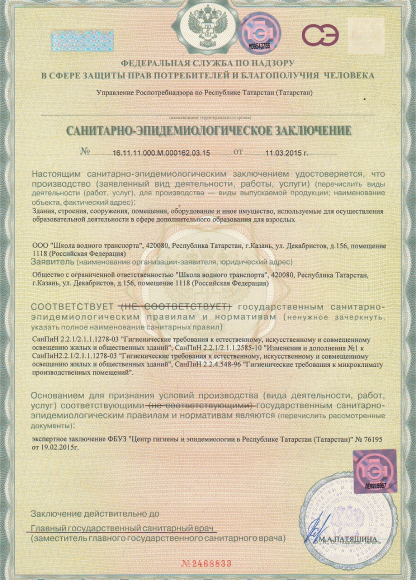 СЭ
ФЕДЕРАЛЬНАЯ СЛУЖБА ПО НАДЗОРУ
В СФЕРЕ ЗАЩИТЫ ПРАВ ПОТРЕБИТЕЛЕЙ И БЛАГОПОЛУЧИЯ ЧЕЛОВЕКА
Управление Роспотребнадзора по Республике Татарстан (Татарстан)
САНИТАРНО-ЭПИДЕМИОЛОГИЧЕСКОЕ ЗАКЛЮЧЕНИЕ
№ 16.11.11.000.М.000162.03.15 от 11.03.2015 г.
Настоящим санитарно-эпидемиологическим заключением удостоверяется, что
производство (заявленный вид деятельности, работы, услуги) (перечислить виды
деятельности (работ, услуг), для производства — виды выпускаемой продукции; наименование
объекта, фактический адрес):
Здания, строения, сооружения, помещения, оборудование и иное имущество, используемые для осуществления
образовательной деятельности в сфере дополнительного образования для взрослых
ООО "Школа водного транспорта", 420080, Республика Татарстан, г.Казань, ул. Декабристов, д.156, помещение
1118 (Российская Федерация)
Заявитель (наименование организации-заявителя, юридический адрес)
Общество с ограниченной ответственностью "Школа водного транспорта", 420080, Республика Татарстан,
г.Казань, ул. Декабристов, д.156, помещение 1118 (Российская Федерация)
СООТВЕТСТВУЕТ (НЕ СООТВЕТСТВУЕТ) государственным санитарно-
эпидемиологическим правилам и нормативам (ненужное зачеркнуть,
указать полное наименование санитарных правил)
СанПиН 2.2.1/2.1.1.1278-03 "Гигиенические требования к естественному, искусственному и совмещенному
освещению жилых и общественных зданий", СанПиН 2.2.1/2.1.1.2585-10 "Изменения и дополнения №1 к
СанПиН2.2.1/2.1.1.1278-03 "Гигиенические требования к естественному, искусственному и совмещенному
освещению жилых и общественных зданий", СанПиН 2.2.4.548-96 "Гигиенические требования к микроклимату
производственных помещений".
Основанием для признания условий производства (вида деятельности, работ,
услуг) соответствующими (не соответствующими) государственным санитарно-
эпидемиологическим правилам и нормативам являются (перечислить рассмотренные
документы):
экспертное заключение ФБУЗ "Центр гигиены и эпидемиологии в Республике Татарстан (Татарстан)" № 76195
от 19.02.2015г.
Заключение действительно до
Главный государственный санитарный врач
(заместитель главного государственного санитарного врача)
М.А.ПАТЯШИНА
№2468833